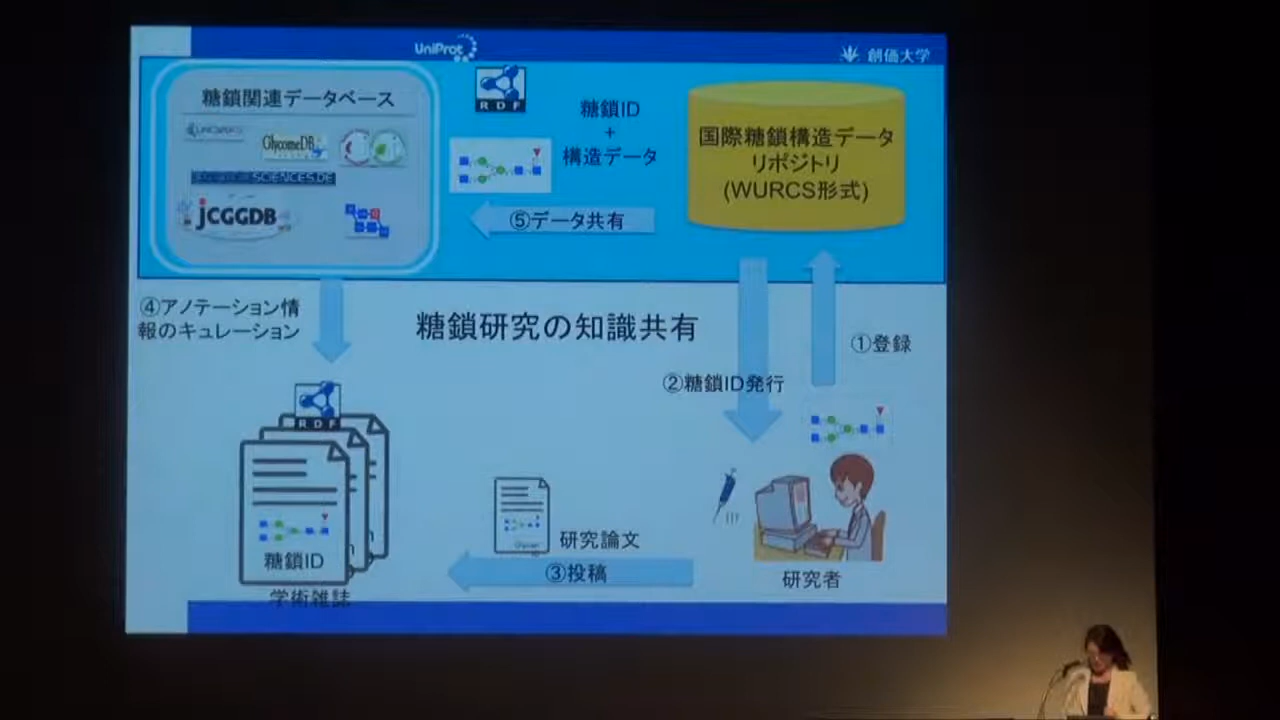 UniProt
創価大学
糖鎖関連データベース
GlycomeDB
SCIENCES.DE
jCGGDB
RDF
糖鎖ID
+
構造データ
⑤データ共有
国際糖鎖構造データ
リポジトリ
(WURCS形式)
④アノテーション情
報のキュレーション
糖鎖研究の知識共有
①登録
②糖鎖ID発行
RDF
糖鎖ID
学術雑誌
研究論文
③投稿
研究者